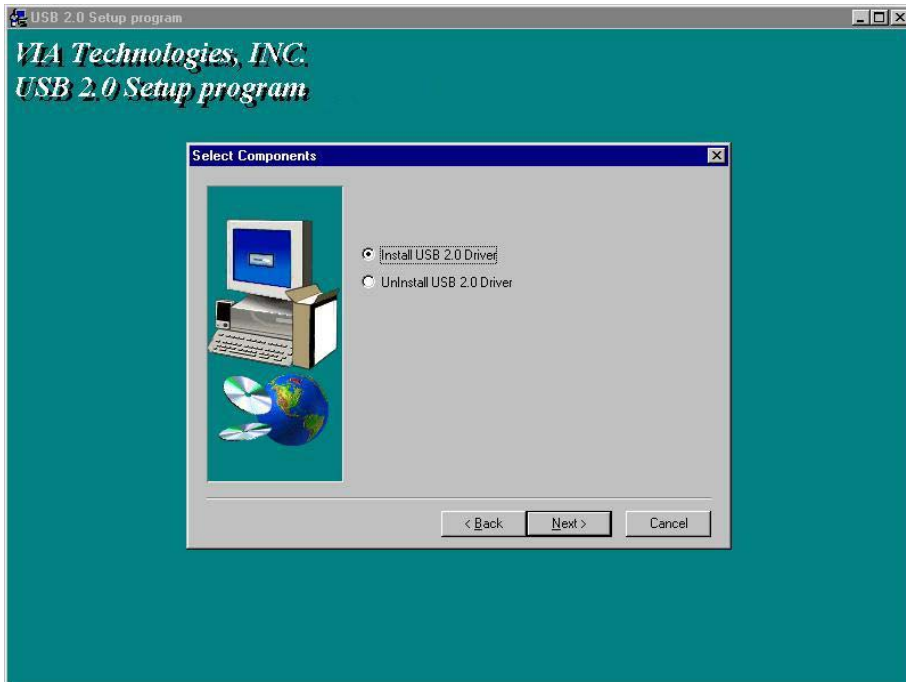 USB 2.0 Setup program
VIA Technologies, INC.
USB 2.0 Setup program
Select Components
Install USB 2.0 Driver
UnInstall USB 2.0 Driver
< Back
Next >
Cancel